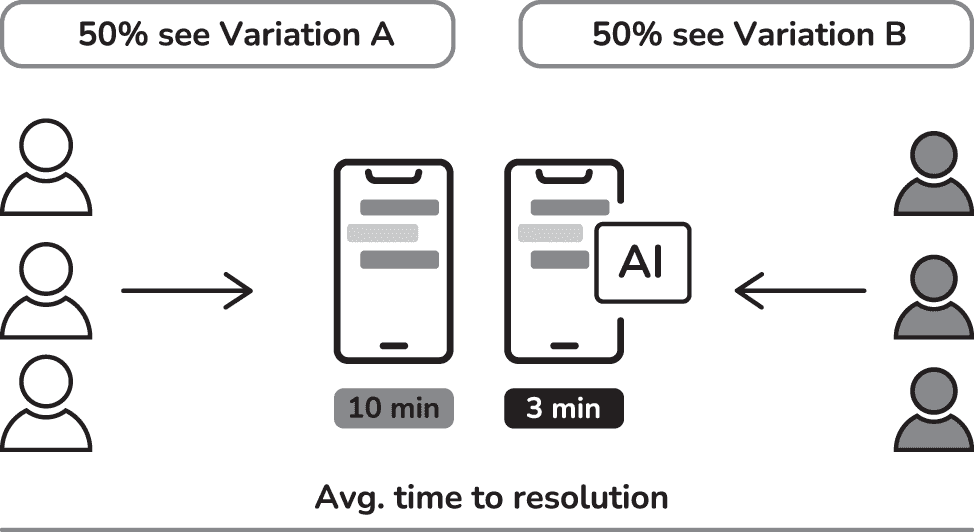 50% see Variation A
50% see Variation B
AI
10 min
3 min
Avg. time to resolution